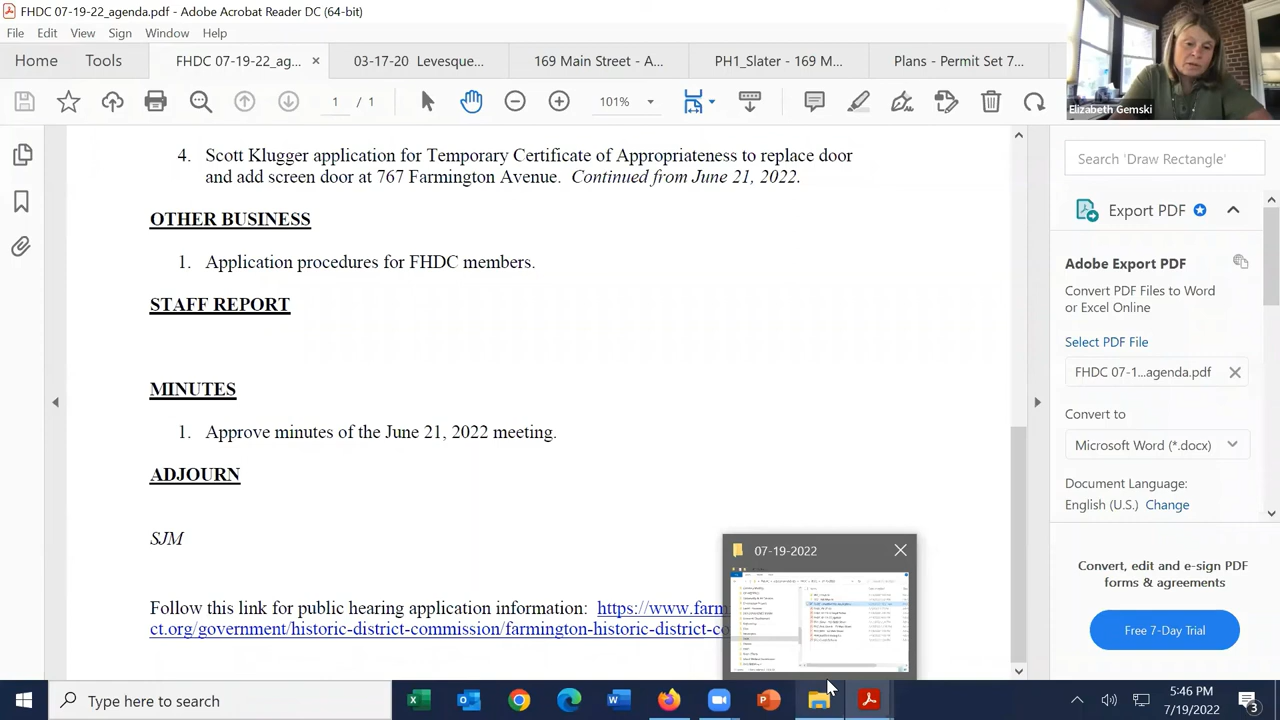 FHDC 07-19-22_agenda.pdf - Adobe Acrobat Reader DC (64-bit)
File Edit View Sign Window Help
Home Tools FHDC 07-19-22_ag... × 03-17-20 Levesque... 169 Main Street - A... PH1_Slater - 169 M... Plans - Permit Set 7...
1 / 1 101%
Elizabeth Gemski
4. Scott Klugger application for Temporary Certificate of Appropriateness to replace door
and add screen door at 767 Farmington Avenue. Continued from June 21, 2022.
OTHER BUSINESS
1. Application procedures for FHDC members.
STAFF REPORT
MINUTES
1. Approve minutes of the June 21, 2022 meeting.
ADJOURN
SJM
Follow this link for public hearing application information: https://www.farm
ct.org/government/historic-district-commission/farmin
07-19-2022
Search 'Draw Rectangle'
Export PDF
Adobe Export PDF
Convert PDF Files to Word
or Excel Online
Select PDF File
FHDC 07-1...agenda.pdf
Convert to
Microsoft Word (*.docx)
Document Language:
English (U.S.) Change
Convert, edit and e-sign PDF
forms & agreements
Free 7-Day Trial
Type here to search
5:46 PM
7/19/2022
3